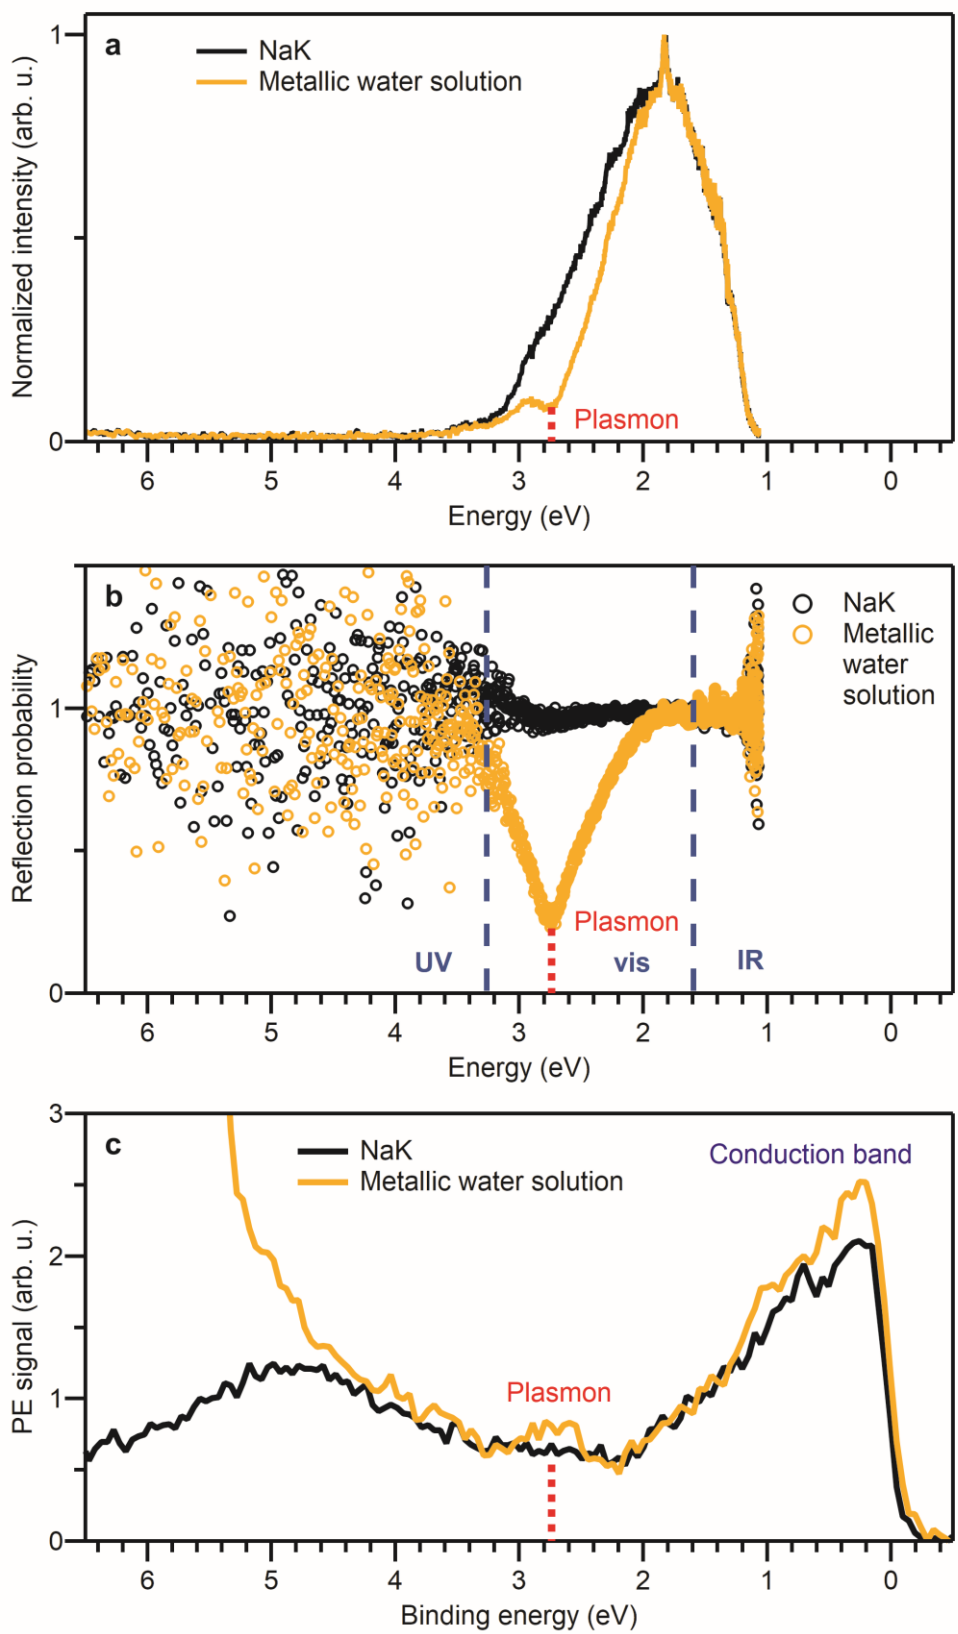 a
NaK
Metallic water solution
Normalized intensity (arb. u.)
1
0
Plasmon
6 5 4 3 2 1 0
Energy (eV)
b
NaK
Metallic
water
solution
Reflection probability
1
0
Plasmon
UV vis IR
6 5 4 3 2 1 0
Energy (eV)
c
NaK
Metallic water solution
Conduction band
PE signal (arb. u.)
3
2
1
0
Plasmon
6 5 4 3 2 1 0
Binding energy (eV)